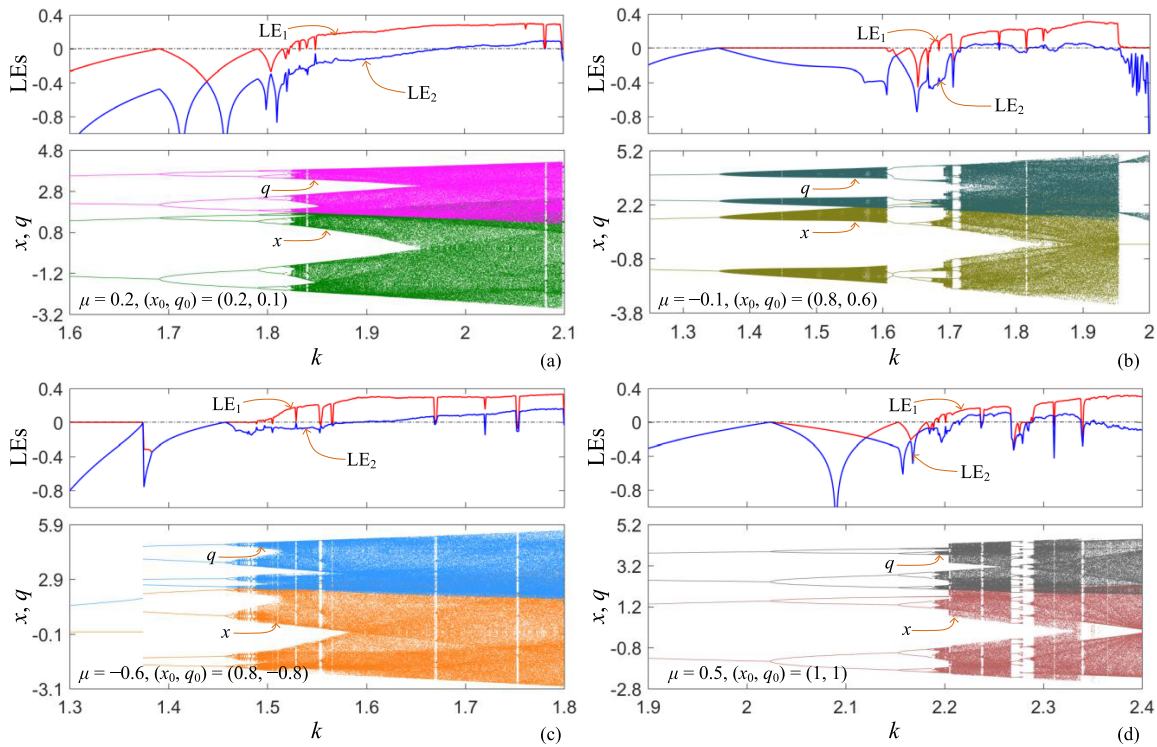 0.4
0
-0.4
-0.8
LEs
LE₁
LE₂
4.8
2.8
0.8
-1.2
-3.2
x, q
q
x
μ = 0.2, (x₀, q₀) = (0.2, 0.1)
1.6 1.7 1.8 1.9 2 2.1
k
(a)
0.4
0
-0.4
-0.8
LEs
LE₁
LE₂
5.2
2.2
-0.8
-3.8
x, q
q
x
μ = −0.1, (x₀, q₀) = (0.8, 0.6)
1.3 1.4 1.5 1.6 1.7 1.8 1.9 2
k
(b)
0.4
0
-0.4
-0.8
LEs
LE₁
LE₂
5.9
2.9
-0.1
-3.1
x, q
q
x
μ = −0.6, (x₀, q₀) = (0.8, −0.8)
1.3 1.4 1.5 1.6 1.7 1.8
k
(c)
0.4
0
-0.4
-0.8
LEs
LE₁
LE₂
5.2
3.2
1.2
-0.8
-2.8
x, q
q
x
μ = 0.5, (x₀, q₀) = (1, 1)
1.9 2 2.1 2.2 2.3 2.4
k
(d)